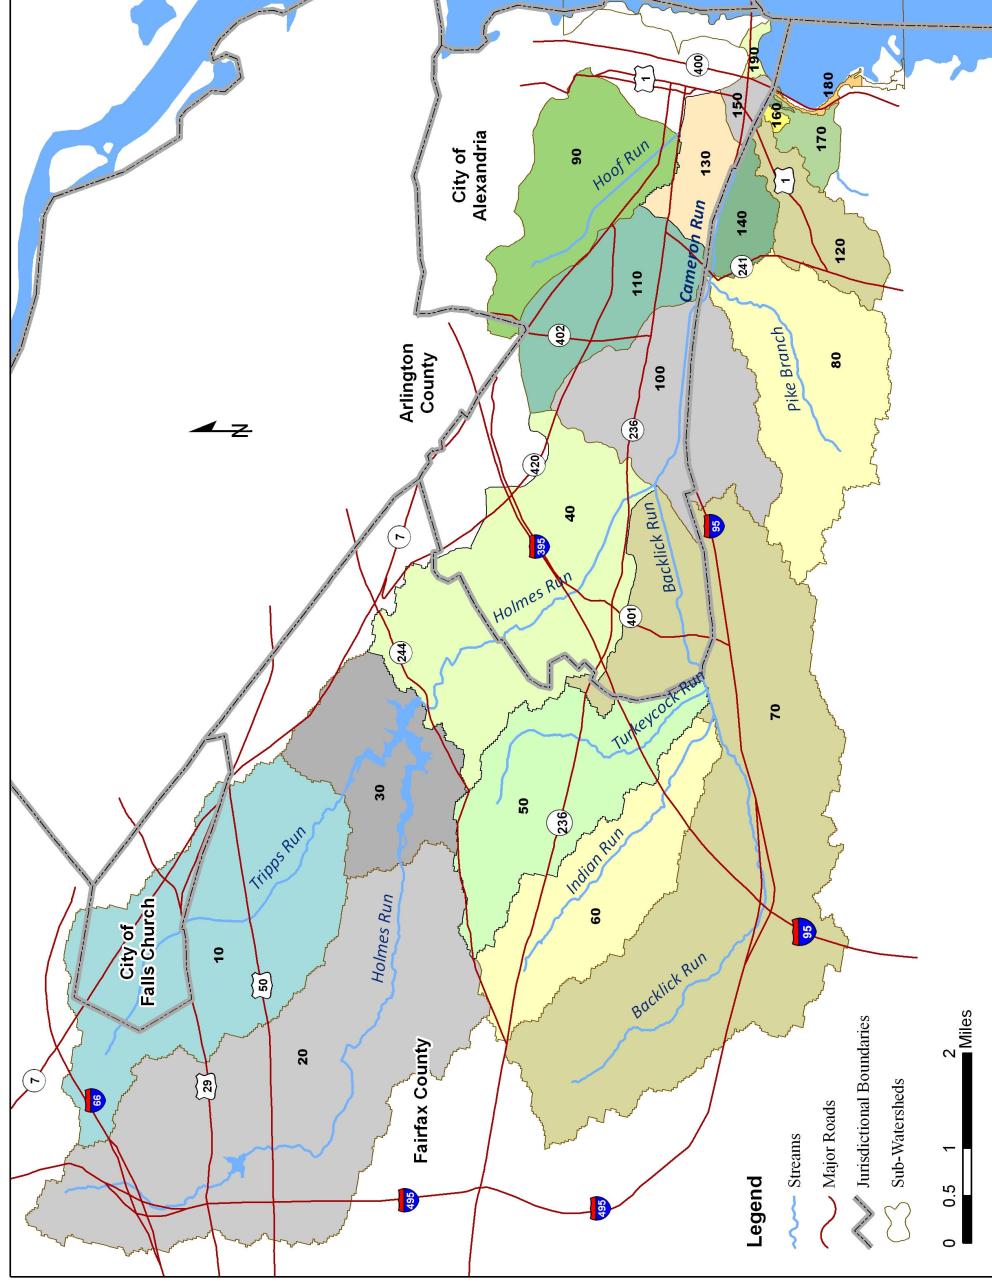 City of
Falls Church
City of
Alexandria
Arlington
County
Fairfax County
N
7
66
29
50
495
495
10
20
30
Tripps Run
Holmes Run
244
7
420
395
40
Holmes Run
50
236
Turkeycock Run
60
Indian Run
70
Backlick Run
Backlick Run
401
95
95
236
100
402
110
Cameron Run
80
Pike Branch
241
90
Hoof Run
130
140
120
1
400
1
150
160
170
180
190
Legend
Streams
Major Roads
Jurisdictional Boundaries
Sub-Watersheds
0 0.5 1 2
Miles